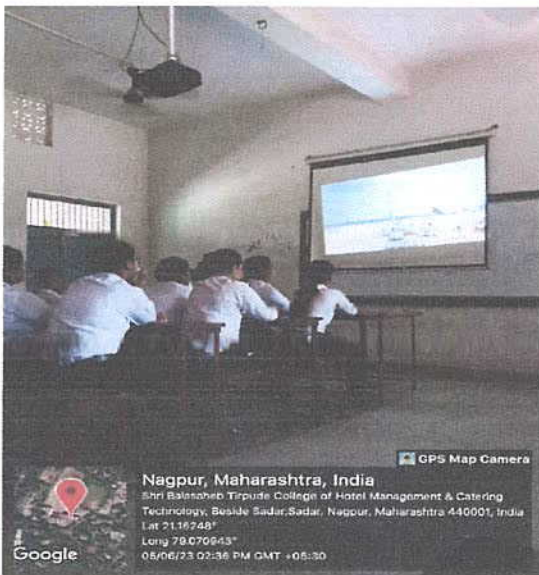 GPS Map Camera
Nagpur, Maharashtra, India
Shri Balasaheb Tirpude College of Hotel Management & Catering
Technology, Beside Sadar,Sadar, Nagpur, Maharashtra 440001, India
Lat 21.16248°
Long 79.070943°
05/06/23 02:36 PM GMT +05:30
Google